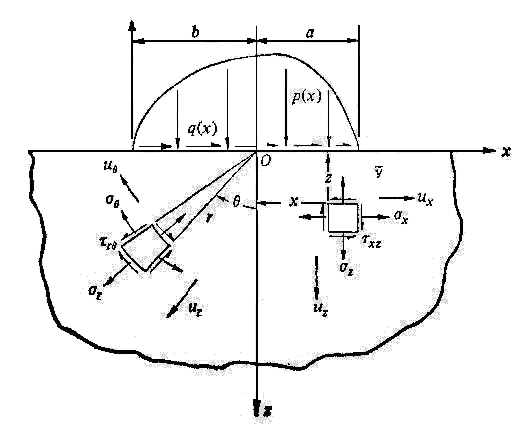 b
a
p(x)
q(x)
O
x
u_θ
z
σ_θ
r
θ
x
u_x
σ_x
τ_rθ
τ_xz
σ_r
σ_z
u_r
u_z
z